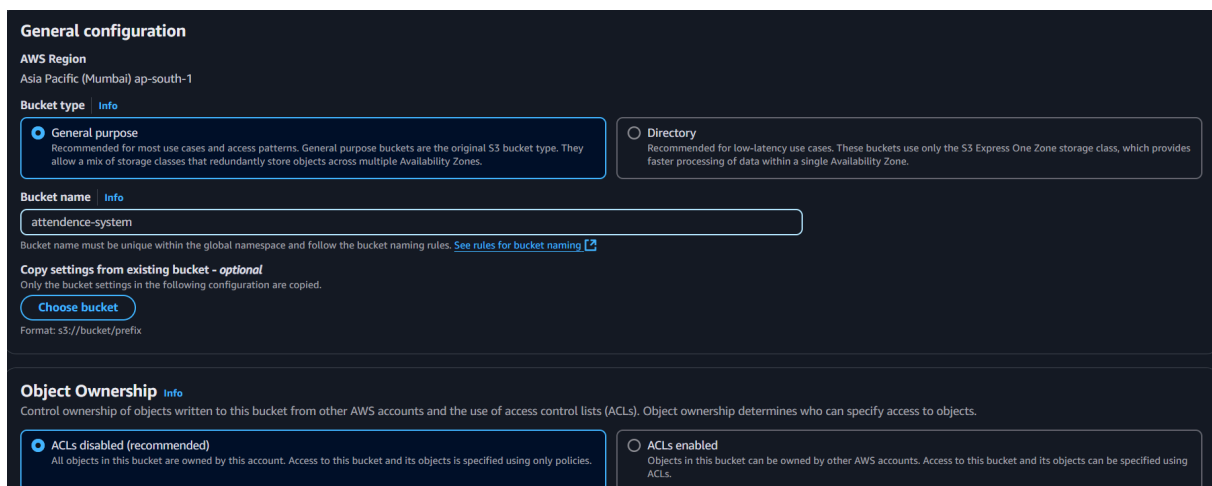 General configuration
AWS Region
Asia Pacific (Mumbai) ap-south-1
Bucket type Info
General purpose
Recommended for most use cases and access patterns. General purpose buckets are the original S3 bucket type. They
allow a mix of storage classes that redundantly store objects across multiple Availability Zones.
Directory
Recommended for low-latency use cases. These buckets use only the S3 Express One Zone storage class, which provides
faster processing of data within a single Availability Zone.
Bucket name Info
attendence-system
Bucket name must be unique within the global namespace and follow the bucket naming rules. See rules for bucket naming
Copy settings from existing bucket - optional
Only the bucket settings in the following configuration are copied.
Choose bucket
Format: s3://bucket/prefix
Object Ownership Info
Control ownership of objects written to this bucket from other AWS accounts and the use of access control lists (ACLs). Object ownership determines who can specify access to objects.
ACLs disabled (recommended)
All objects in this bucket are owned by this account. Access to this bucket and its objects is specified using only policies.
ACLs enabled
Objects in this bucket can be owned by other AWS accounts. Access to this bucket and its objects can be specified using
ACLs.